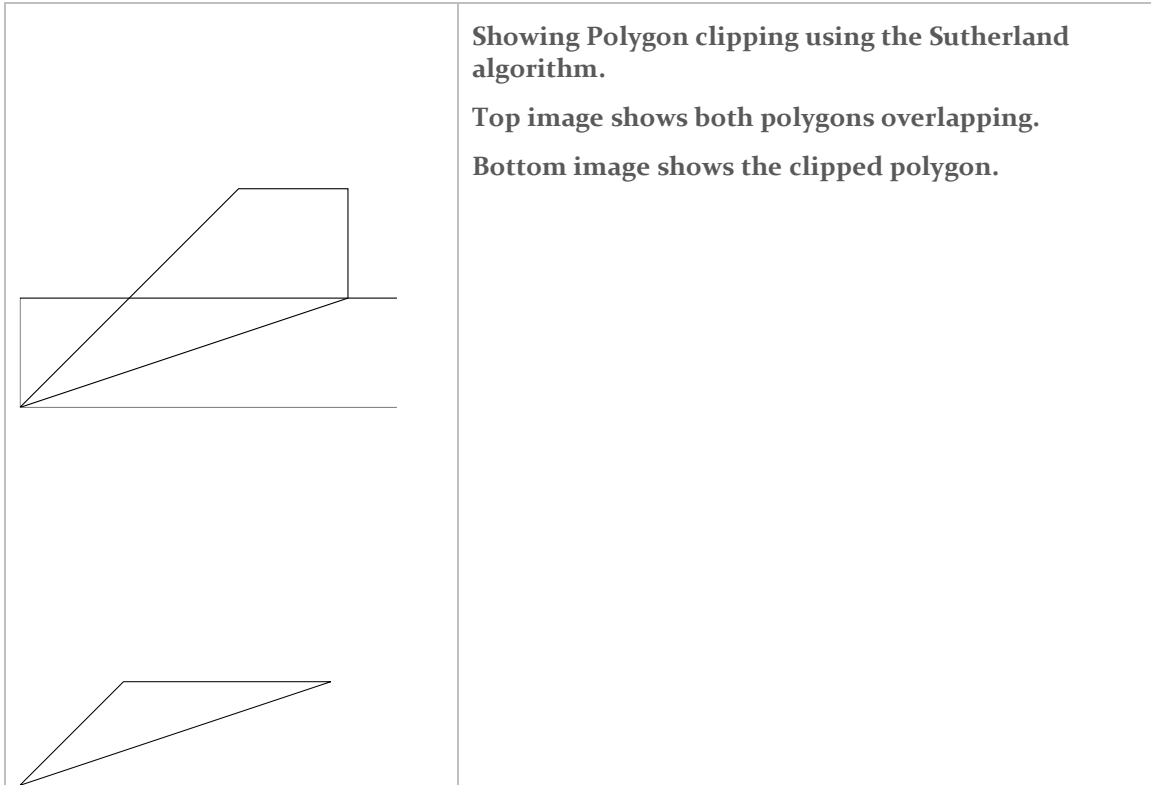 Showing Polygon clipping using the Sutherland
algorithm.
Top image shows both polygons overlapping.
Bottom image shows the clipped polygon.